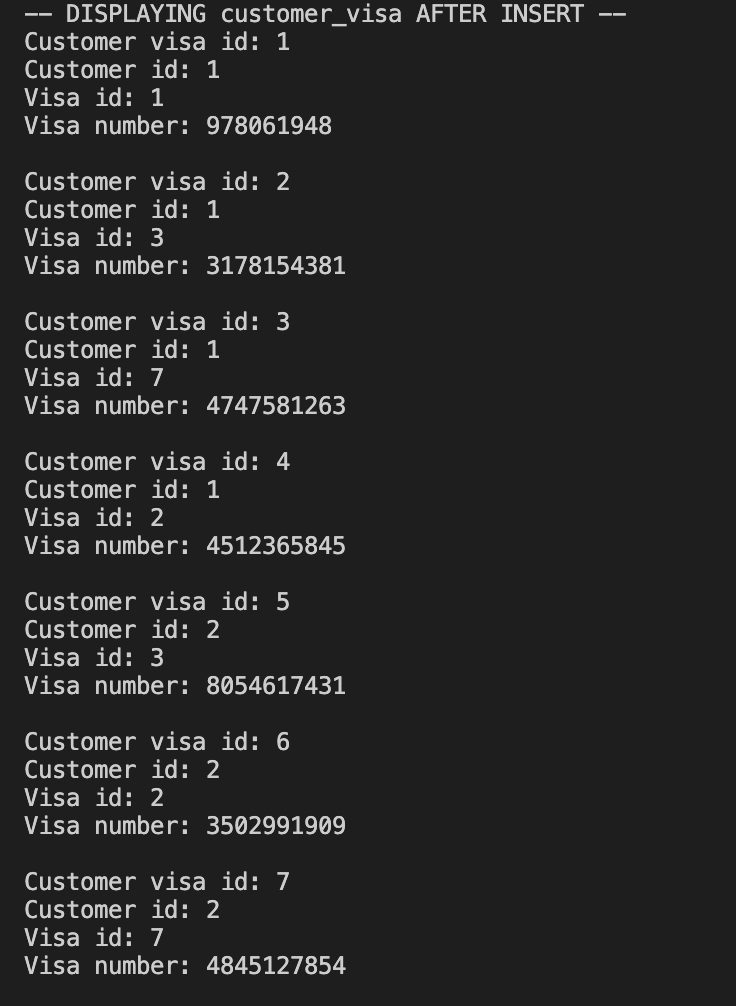 -- DISPLAYING customer_visa AFTER INSERT --
Customer visa id: 1
Customer id: 1
Visa id: 1
Visa number: 978061948
Customer visa id: 2
Customer id: 1
Visa id: 3
Visa number: 3178154381
Customer visa id: 3
Customer id: 1
Visa id: 7
Visa number: 4747581263
Customer visa id: 4
Customer id: 1
Visa id: 2
Visa number: 4512365845
Customer visa id: 5
Customer id: 2
Visa id: 3
Visa number: 8054617431
Customer visa id: 6
Customer id: 2
Visa id: 2
Visa number: 3502991909
Customer visa id: 7
Customer id: 2
Visa id: 7
Visa number: 4845127854